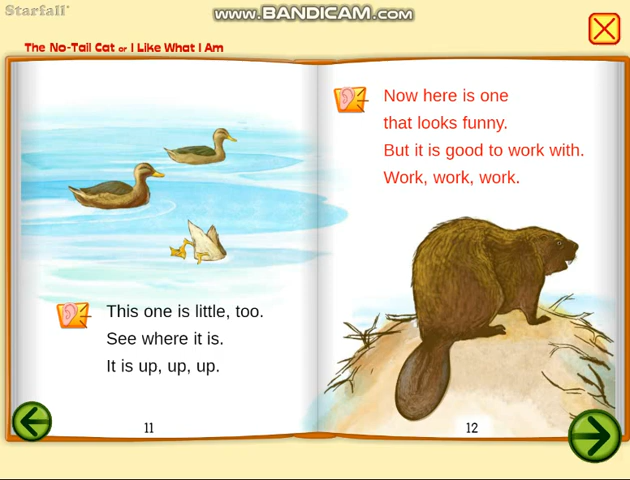 Starfall
www.BANDICAM.com
The No-Tail Cat or I Like What I Am
This one is little, too.
See where it is.
It is up, up, up.
11
Now here is one
that looks funny.
But it is good to work with.
Work, work, work.
12